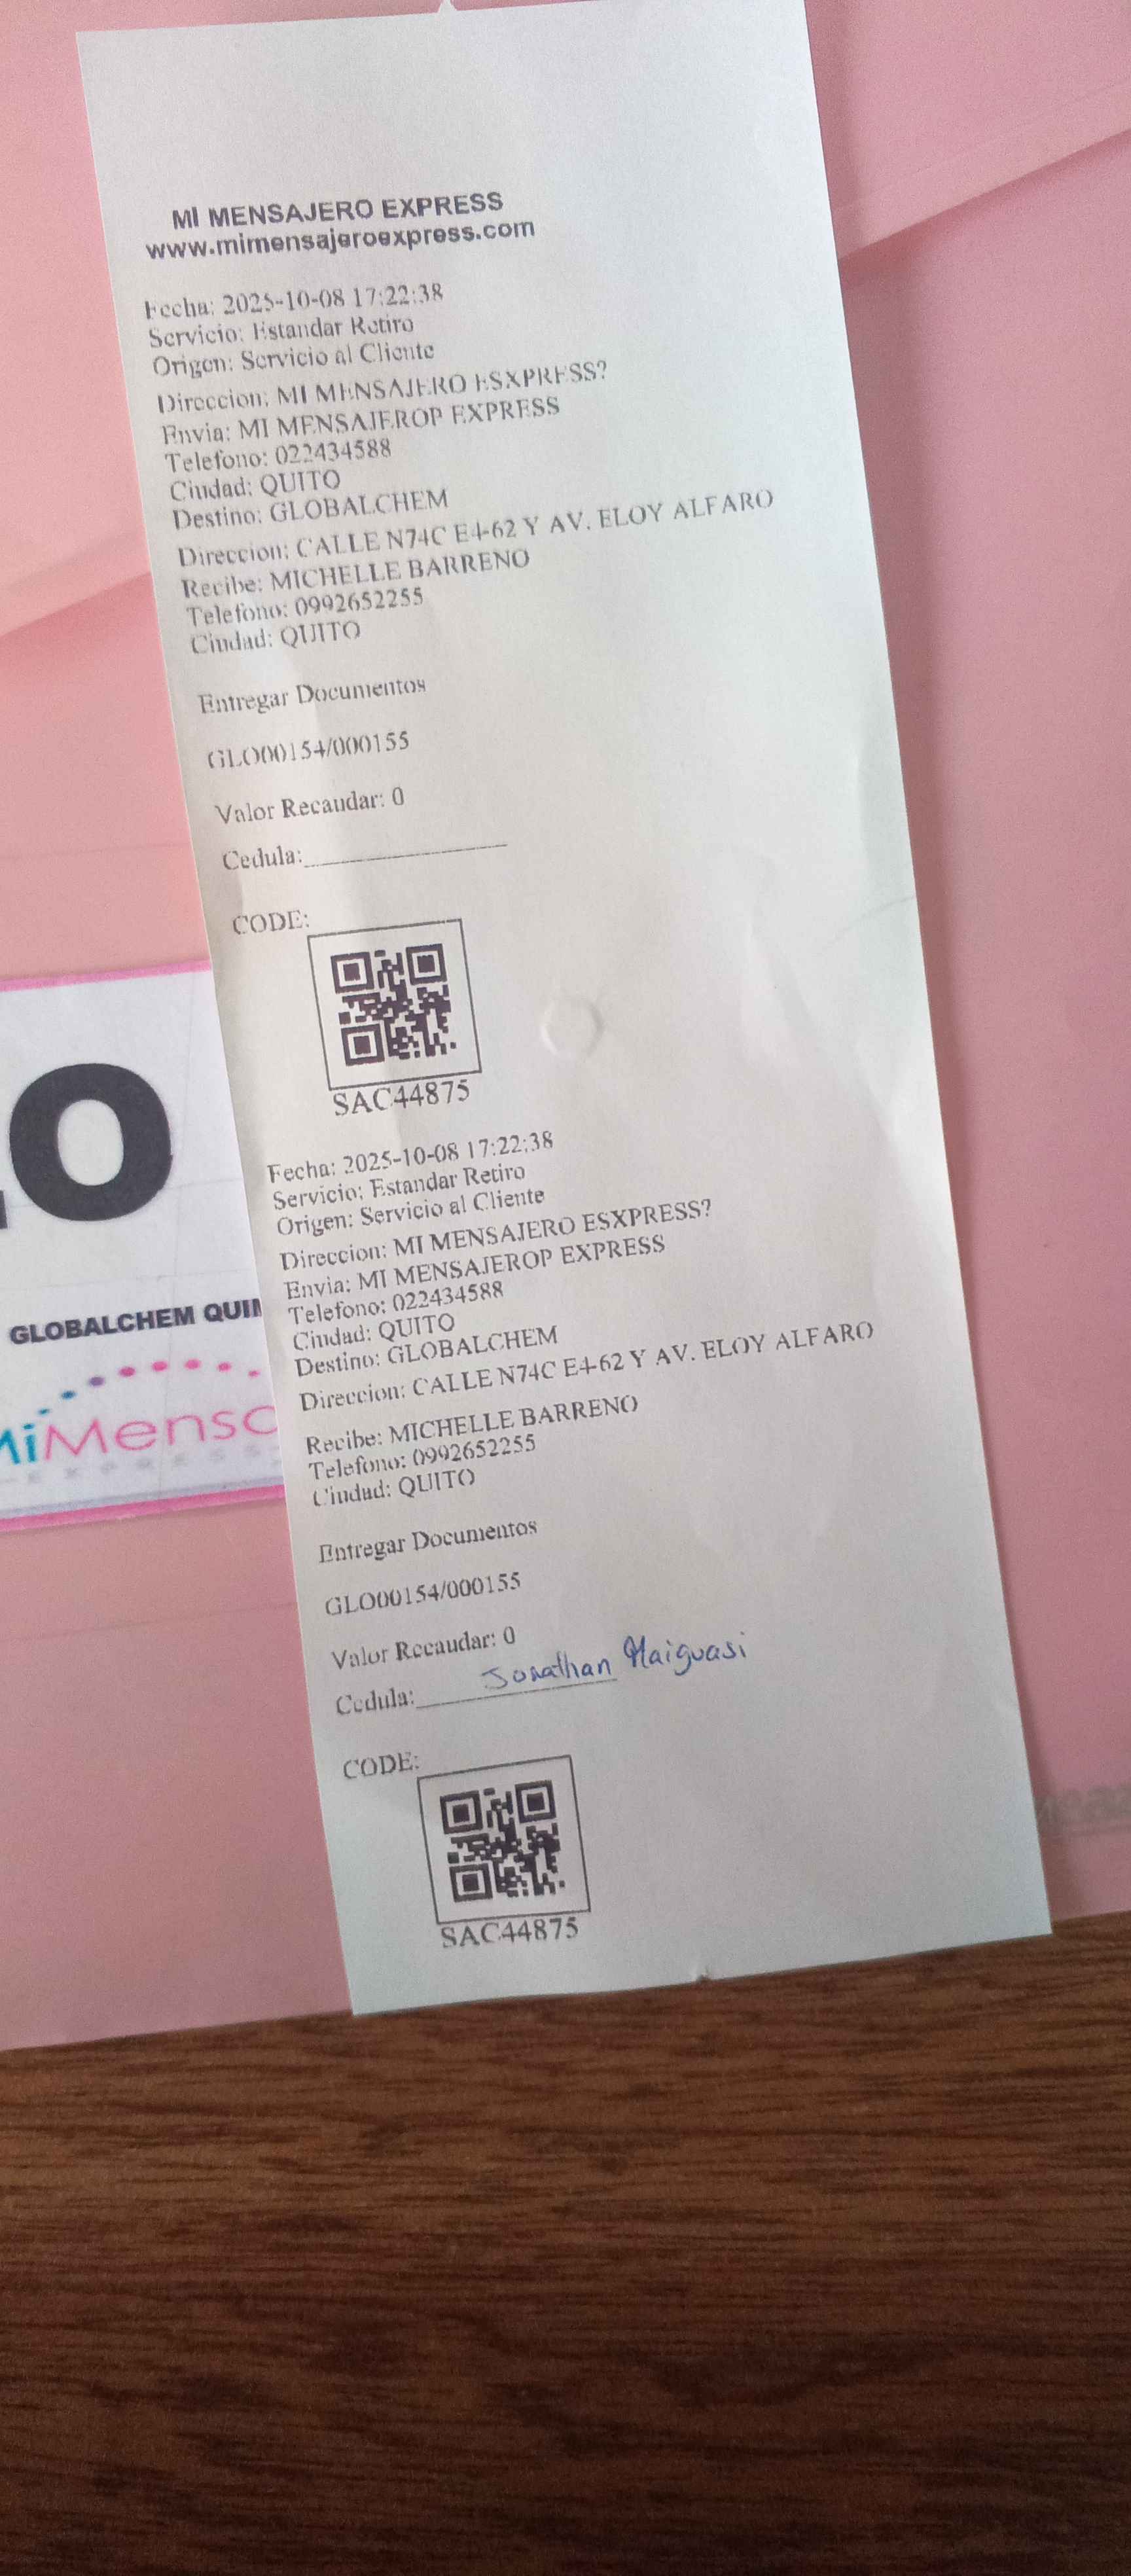 MI MENSAJERO EXPRESS
www.mimensajeroexpress.com
Fecha: 2025-10-08 17:22:38
Servicio: Estandar Retiro
Origen: Servicio al Cliente
Direccion: MI MENSAJERO ESXPRESS?
Envia: MI MENSAJEROP EXPRESS
Telefono: 022434588
Ciudad: QUITO
Destino: GLOBALCHEM
Direccion: CALLE N74C E4-62 Y AV. ELOY ALFARO
Recibe: MICHELLE BARRENO
Telefono: 0992652255
Ciudad: QUITO
Entregar Documentos
GLO00154/000155
Valor Recaudar: 0
Cedula:
CODE:
SAC44875
Fecha: 2025-10-08 17:22:38
Servicio: Estandar Retiro
Origen: Servicio al Cliente
Direccion: MI MENSAJERO ESXPRESS?
Envia: MI MENSAJEROP EXPRESS
Telefono: 022434588
Ciudad: QUITO
Destino: GLOBALCHEM
Direccion: CALLE N74C E4-62 Y AV. ELOY ALFARO
Recibe: MICHELLE BARRENO
Telefono: 0992652255
Ciudad: QUITO
Entregar Documentos
GLO00154/000155
Valor Recaudar: 0
Cedula: Jonathan Maiguasi
CODE:
SAC44875
O
GLOBALCHEM QUI
MiMensa
EXPRESS